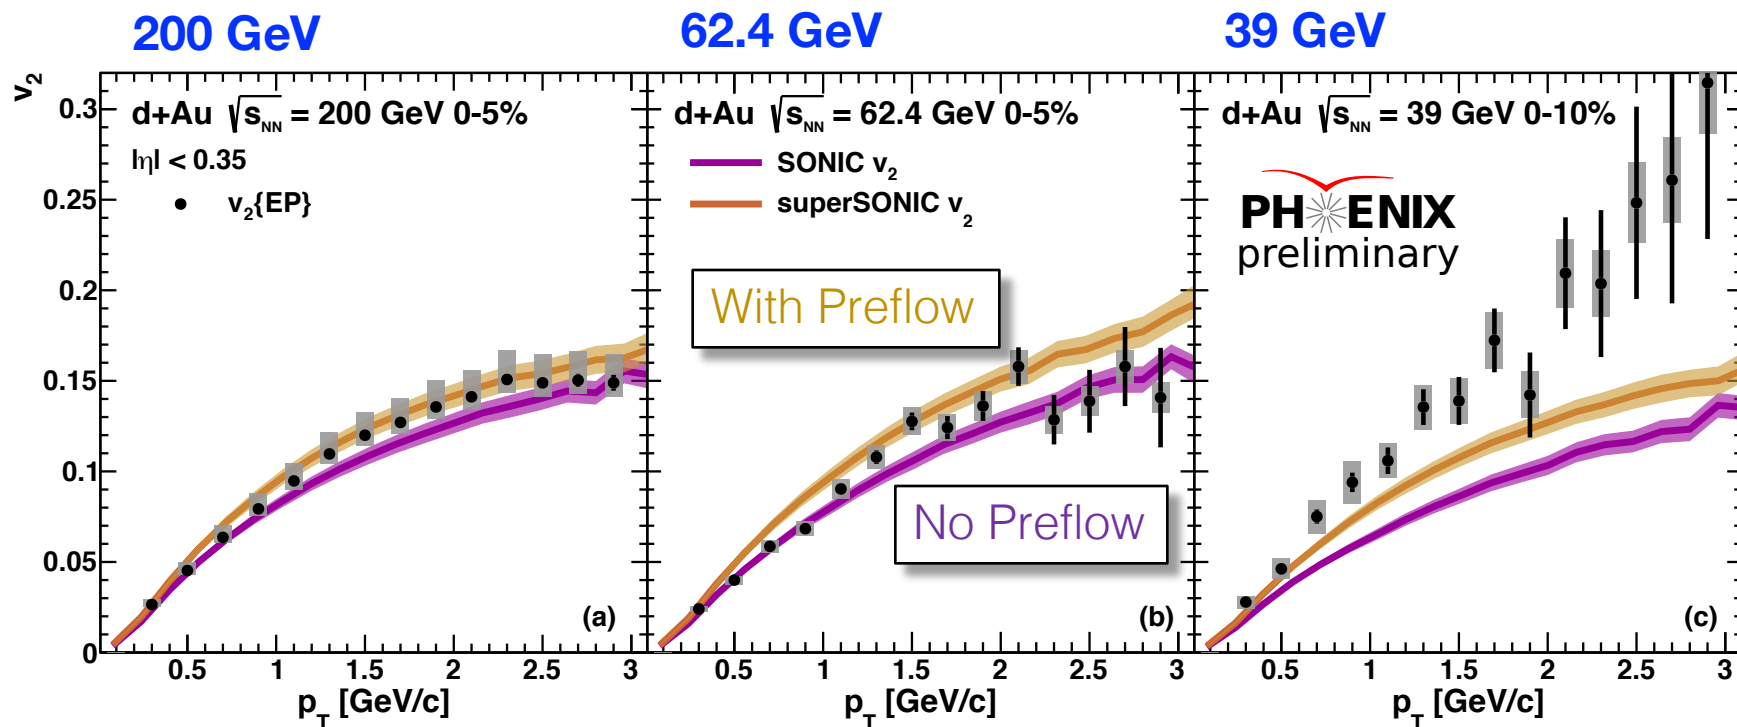 200 GeV
62.4 GeV
39 GeV
v2
0.3
0.25
0.2
0.15
0.1
0.05
0
d+Au √sNN = 200 GeV 0-5%
|η| < 0.35
v2{EP}
(a)
0.5 1 1.5 2 2.5 3
pT [GeV/c]
d+Au √sNN = 62.4 GeV 0-5%
SONIC v2
superSONIC v2
With Preflow
No Preflow
(b)
0.5 1 1.5 2 2.5 3
pT [GeV/c]
d+Au √sNN = 39 GeV 0-10%
PHENIX
preliminary
(c)
0.5 1 1.5 2 2.5 3
pT [GeV/c]